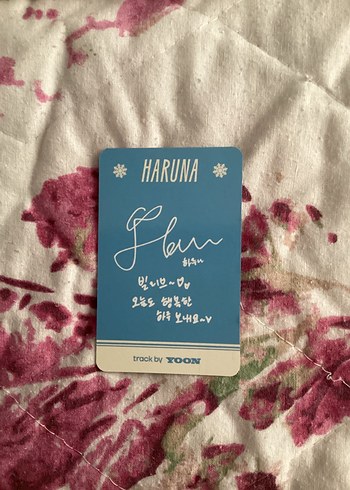 HARUNA
하루나
빌리브~
오늘도 행복한
하루 보내요~
track by YOON